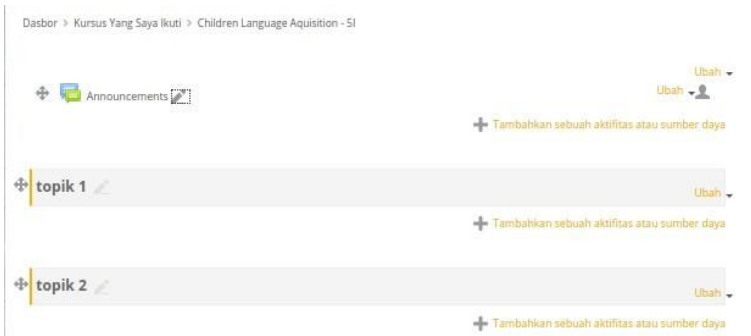 Dasbor > Kursus Yang Saya Ikuti > Children Language Aquisition - 5I
Ubah
Announcements
Ubah
Tambahkan sebuah aktifitas atau sumber daya
topik 1
Ubah
Tambahkan sebuah aktifitas atau sumber daya
topik 2
Ubah
Tambahkan sebuah aktifitas atau sumber daya